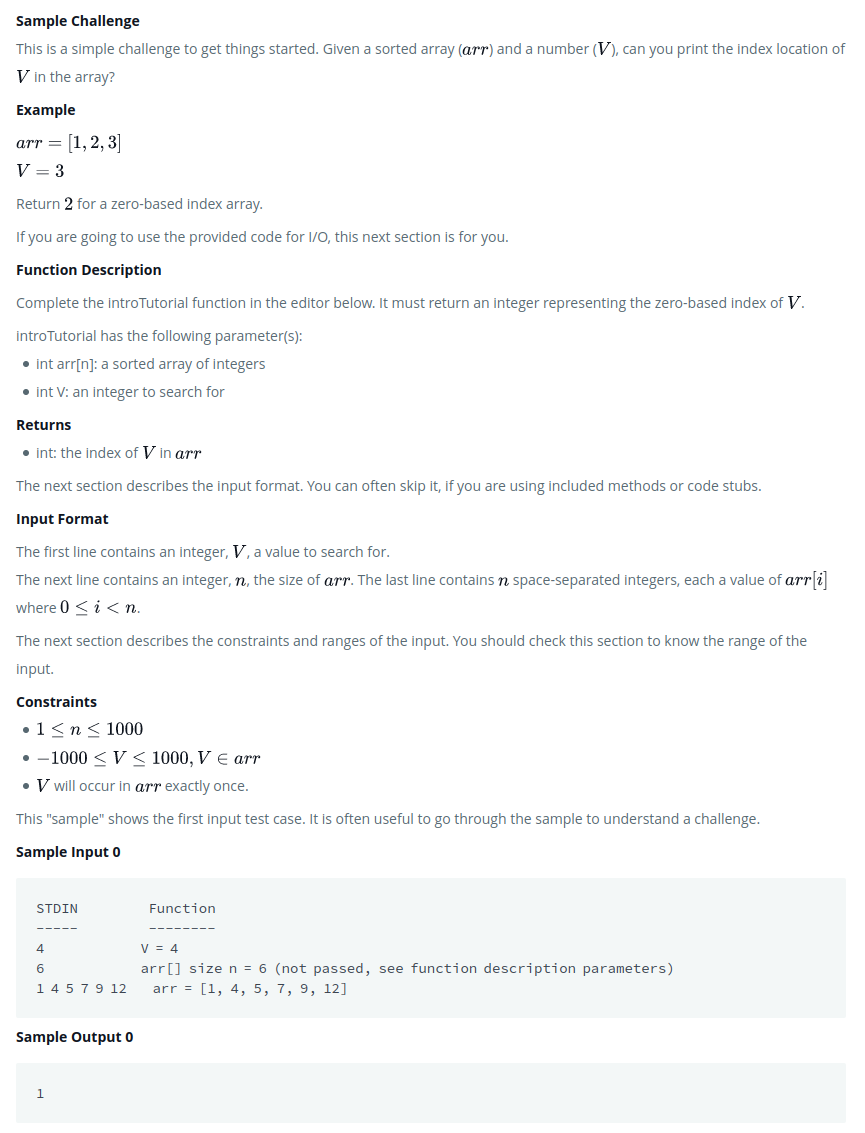 Sample Challenge
This is a simple challenge to get things started. Given a sorted array (arr) and a number (V), can you print the index location of
V in the array?
Example
arr = [1, 2, 3]
V = 3
Return 2 for a zero-based index array.
If you are going to use the provided code for I/O, this next section is for you.
Function Description
Complete the introTutorial function in the editor below. It must return an integer representing the zero-based index of V.
introTutorial has the following parameter(s):
• int arr[n]: a sorted array of integers
• int V: an integer to search for
Returns
• int: the index of V in arr
The next section describes the input format. You can often skip it, if you are using included methods or code stubs.
Input Format
The first line contains an integer, V, a value to search for.
The next line contains an integer, n, the size of arr. The last line contains n space-separated integers, each a value of arr[i]
where 0 ≤ i < n.
The next section describes the constraints and ranges of the input. You should check this section to know the range of the
input.
Constraints
• 1 ≤ n ≤ 1000
• −1000 ≤ V ≤ 1000, V ∈ arr
• V will occur in arr exactly once.
This "sample" shows the first input test case. It is often useful to go through the sample to understand a challenge.
Sample Input 0
STDIN Function
----- --------
4 V = 4
6 arr[] size n = 6 (not passed, see function description parameters)
1 4 5 7 9 12 arr = [1, 4, 5, 7, 9, 12]
Sample Output 0
1